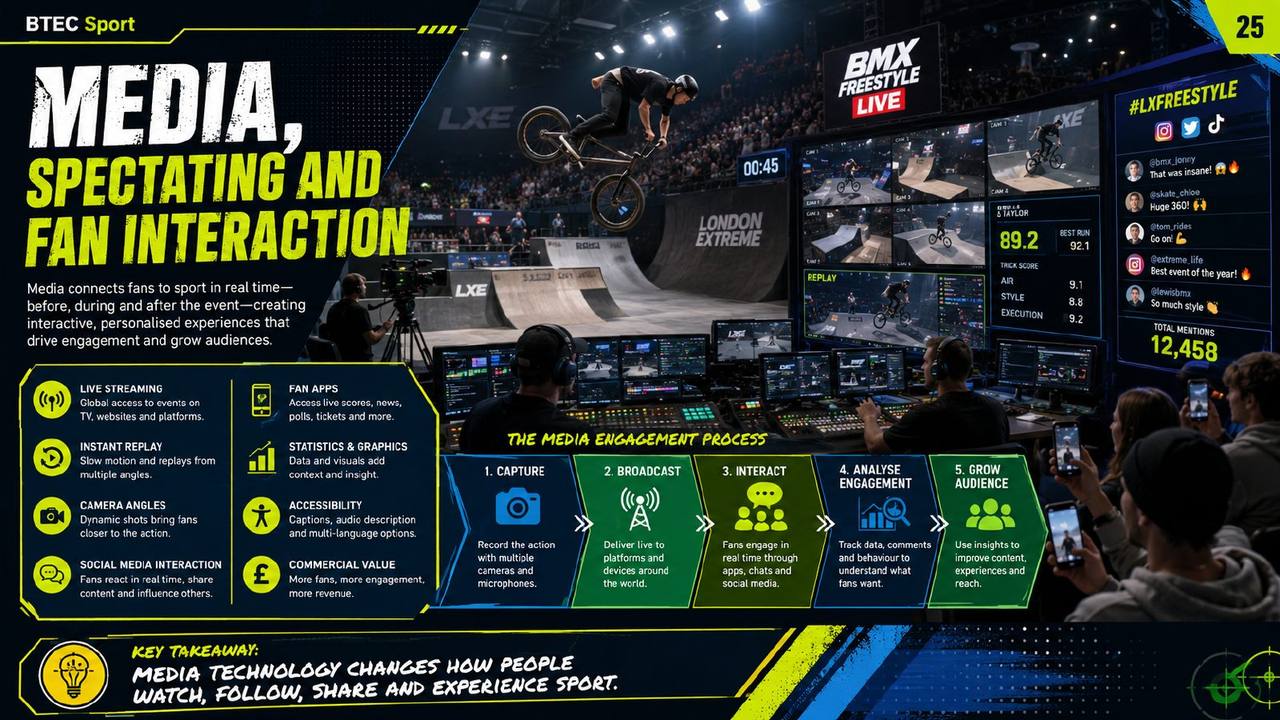 BTEC Sport
25
MEDIA,
SPECTATING AND
FAN INTERACTION
Media connects fans to sport in real time—
before, during and after the event—creating
interactive, personalised experiences that
drive engagement and grow audiences.
LIVE STREAMING
Global access to events on
TV, websites and platforms.
INSTANT REPLAY
Slow motion and replays from
multiple angles.
CAMERA ANGLES
Dynamic shots bring fans
closer to the action.
SOCIAL MEDIA INTERACTION
Fans react in real time, share
content and influence others.
FAN APPS
Access live scores, news,
polls, tickets and more.
STATISTICS & GRAPHICS
Data and visuals add
context and insight.
ACCESSIBILITY
Captions, audio description
and multi-language options.
£
COMMERCIAL VALUE
More fans, more engagement,
more revenue.
LXE
00:45
LONDON
EXTREME
LXE
BMX
FREESTYLE
LIVE
REPLAY
& TAYLOR
89.2
BEST RUN
92.1
TRICK SCORE
AIR 9.1
STYLE 8.8
EXECUTION 9.2
#LXFREESTYLE
@bmx_jonny
That was insane! 😱🔥
@skate_chloe
Huge 360! 🙌
@tom_rides
Go on! 💪
@extreme_life
Best event of the year! 🔥
@lewisbmx
So much style 👏
TOTAL MENTIONS
12,458
THE MEDIA ENGAGEMENT PROCESS
1. CAPTURE
Record the action
with multiple
cameras and
microphones.
2. BROADCAST
Deliver live to
platforms and
devices around
the world.
3. INTERACT
Fans engage in
real time through
apps, chats and
social media.
4. ANALYSE
ENGAGEMENT
Track data, comments
and behaviour to
understand what
fans want.
5. GROW
AUDIENCE
Use insights to
improve content,
experiences and
reach.
KEY TAKEAWAY:
MEDIA TECHNOLOGY CHANGES HOW PEOPLE
WATCH, FOLLOW, SHARE AND EXPERIENCE SPORT.